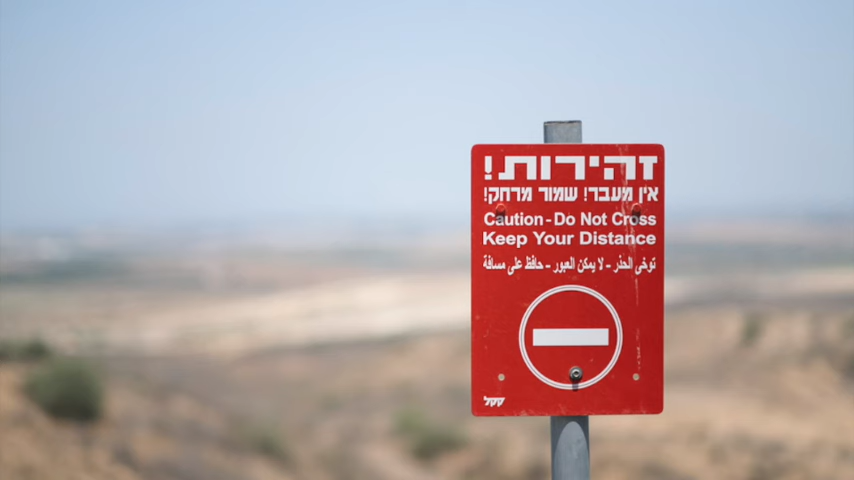 זהירות!
אין מעבר! שמור מרחק!
Caution - Do Not Cross
Keep Your Distance
توخى الحذر - لا يمكن العبور - حافظ على مسافة
קקל